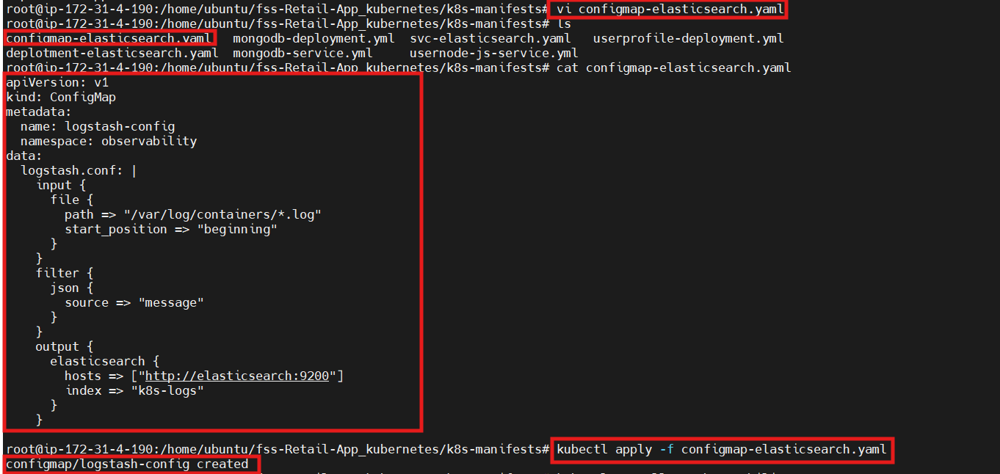 root@ip-172-31-4-190:/home/ubuntu/fss-Retail-App_kubernetes/k8s-manifests# vi configmap-elasticsearch.yaml
root@ip-172-31-4-190:/home/ubuntu/fss-Retail-App_kubernetes/k8s-manifests# ls
configmap-elasticsearch.yaml  mongodb-deployment.yml  svc-elasticsearch.yaml   userprofile-deployment.yml
deplotment-elasticsearch.yaml  mongodb-service.yml     usernode-js-service.yml
root@ip-172-31-4-190:/home/ubuntu/fss-Retail-App_kubernetes/k8s-manifests# cat configmap-elasticsearch.yaml
apiVersion: v1
kind: ConfigMap
metadata:
  name: logstash-config
  namespace: observability
data:
  logstash.conf: |
    input {
      file {
        path => "/var/log/containers/*.log"
        start_position => "beginning"
      }
    }
    filter {
      json {
        source => "message"
      }
    }
    output {
      elasticsearch {
        hosts => ["http://elasticsearch:9200"]
        index => "k8s-logs"
      }
    }
root@ip-172-31-4-190:/home/ubuntu/fss-Retail-App_kubernetes/k8s-manifests# kubectl apply -f configmap-elasticsearch.yaml
configmap/logstash-config created